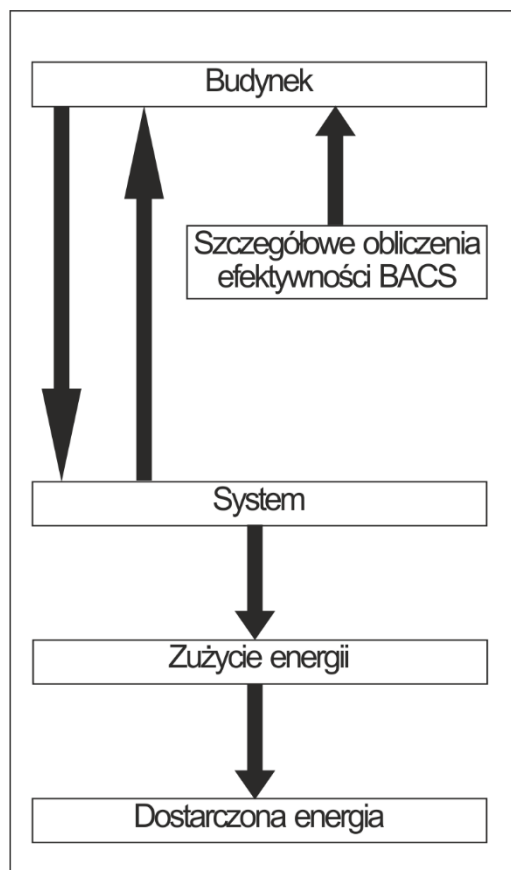 Budynek
Szczegółowe obliczenia
efektywności BACS
System
Zużycie energii
Dostarczona energia